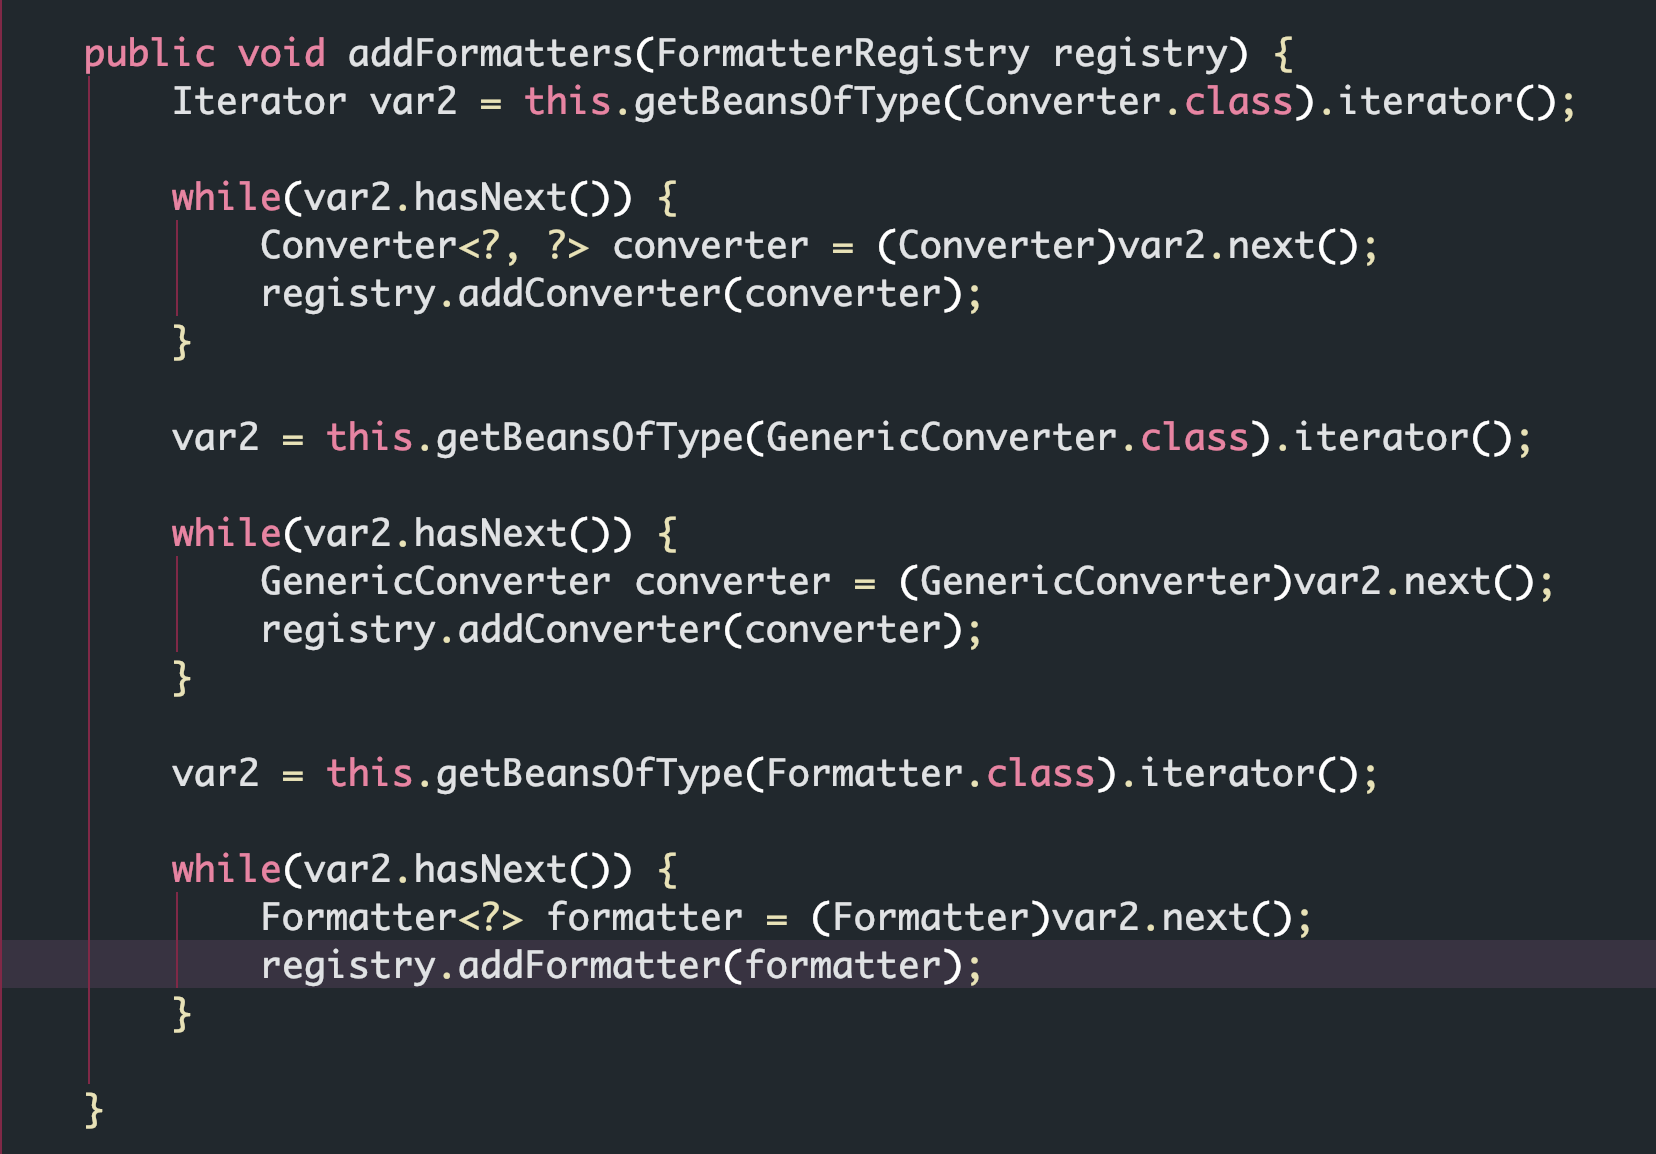 public void addFormatters(FormatterRegistry registry) {
Iterator var2 = this.getBeansOfType(Converter.class).iterator();
while(var2.hasNext()) {
Converter<?, ?> converter = (Converter)var2.next();
registry.addConverter(converter);
}
var2 = this.getBeansOfType(GenericConverter.class).iterator();
while(var2.hasNext()) {
GenericConverter converter = (GenericConverter)var2.next();
registry.addConverter(converter);
}
var2 = this.getBeansOfType(Formatter.class).iterator();
while(var2.hasNext()) {
Formatter<?> formatter = (Formatter)var2.next();
registry.addFormatter(formatter);
}
}